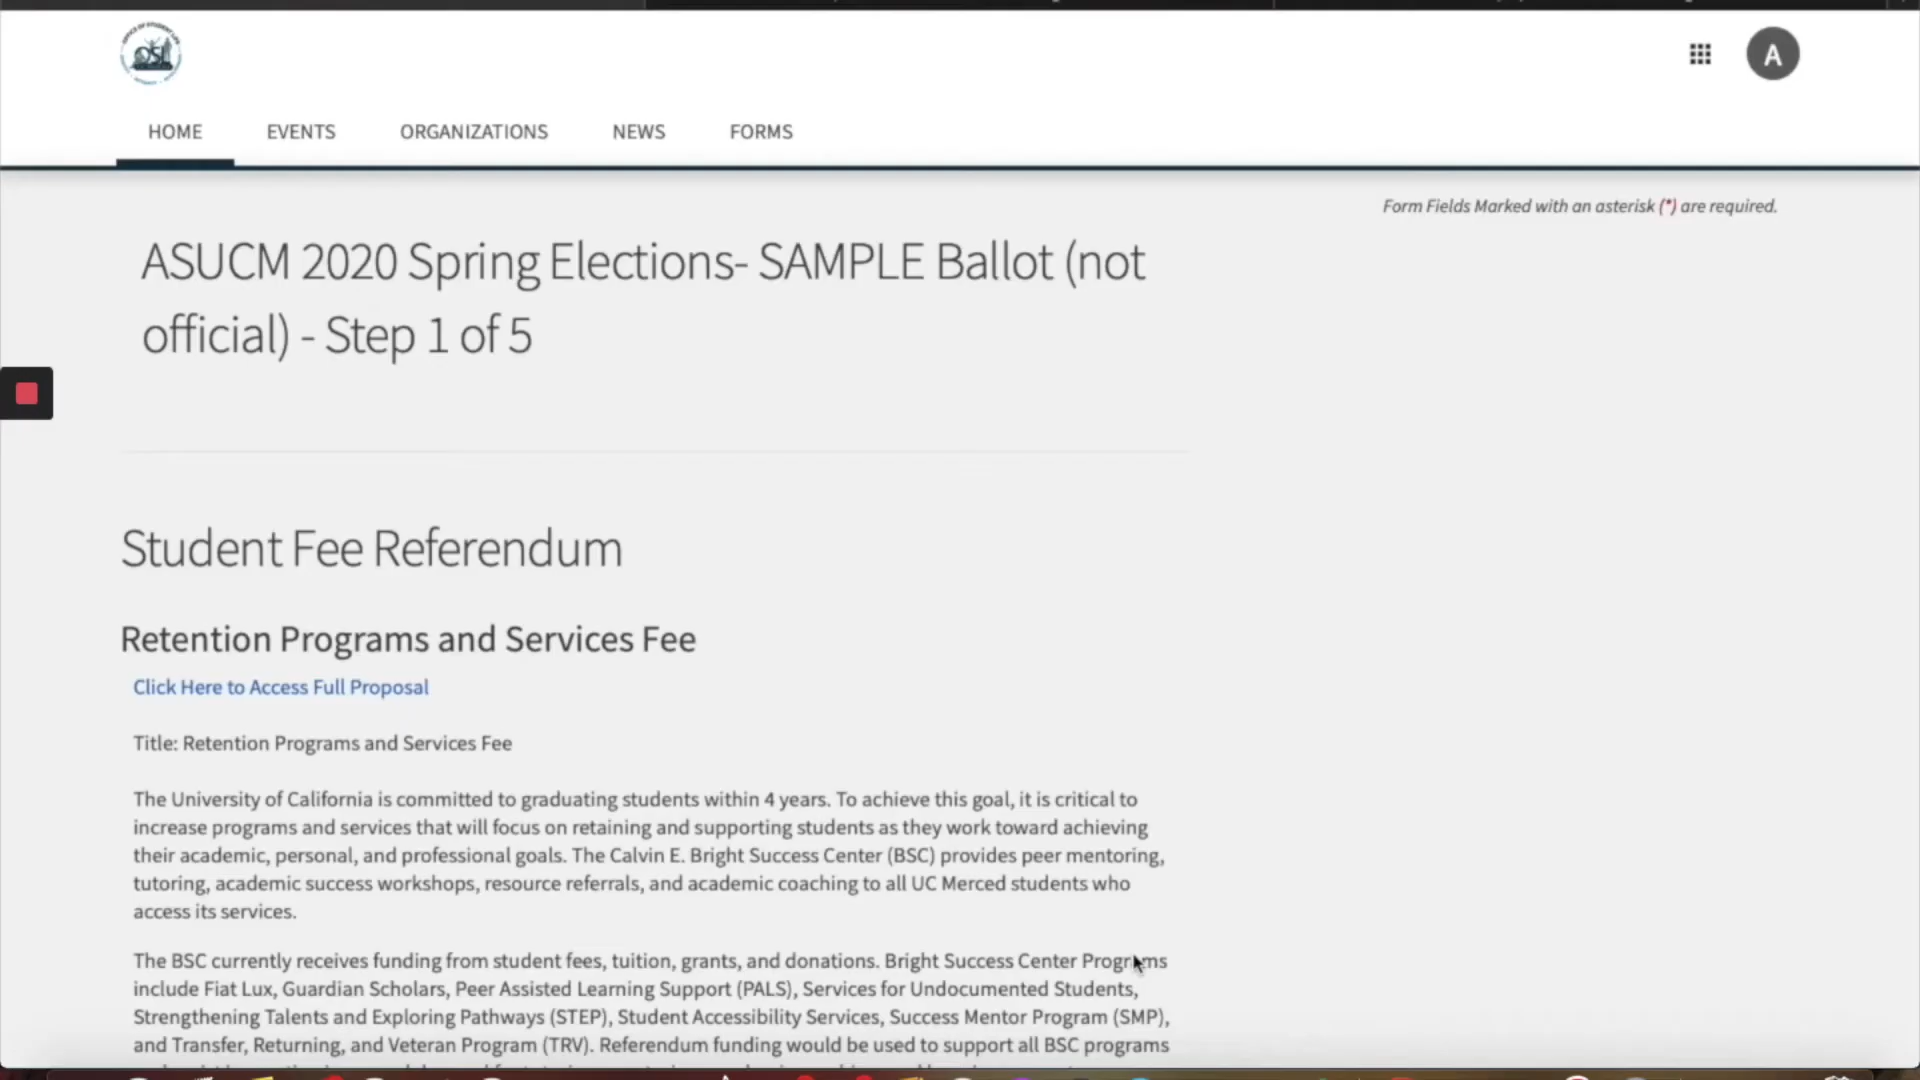 OFFICE OF STUDENT LIFE
OSL
A
HOME EVENTS ORGANIZATIONS NEWS FORMS
Form Fields Marked with an asterisk (*) are required.
ASUCM 2020 Spring Elections- SAMPLE Ballot (not
official) - Step 1 of 5
Student Fee Referendum
Retention Programs and Services Fee
Click Here to Access Full Proposal
Title: Retention Programs and Services Fee
The University of California is committed to graduating students within 4 years. To achieve this goal, it is critical to
increase programs and services that will focus on retaining and supporting students as they work toward achieving
their academic, personal, and professional goals. The Calvin E. Bright Success Center (BSC) provides peer mentoring,
tutoring, academic success workshops, resource referrals, and academic coaching to all UC Merced students who
access its services.
The BSC currently receives funding from student fees, tuition, grants, and donations. Bright Success Center Programs
include Fiat Lux, Guardian Scholars, Peer Assisted Learning Support (PALS), Services for Undocumented Students,
Strengthening Talents and Exploring Pathways (STEP), Student Accessibility Services, Success Mentor Program (SMP),
and Transfer, Returning, and Veteran Program (TRV). Referendum funding would be used to support all BSC programs